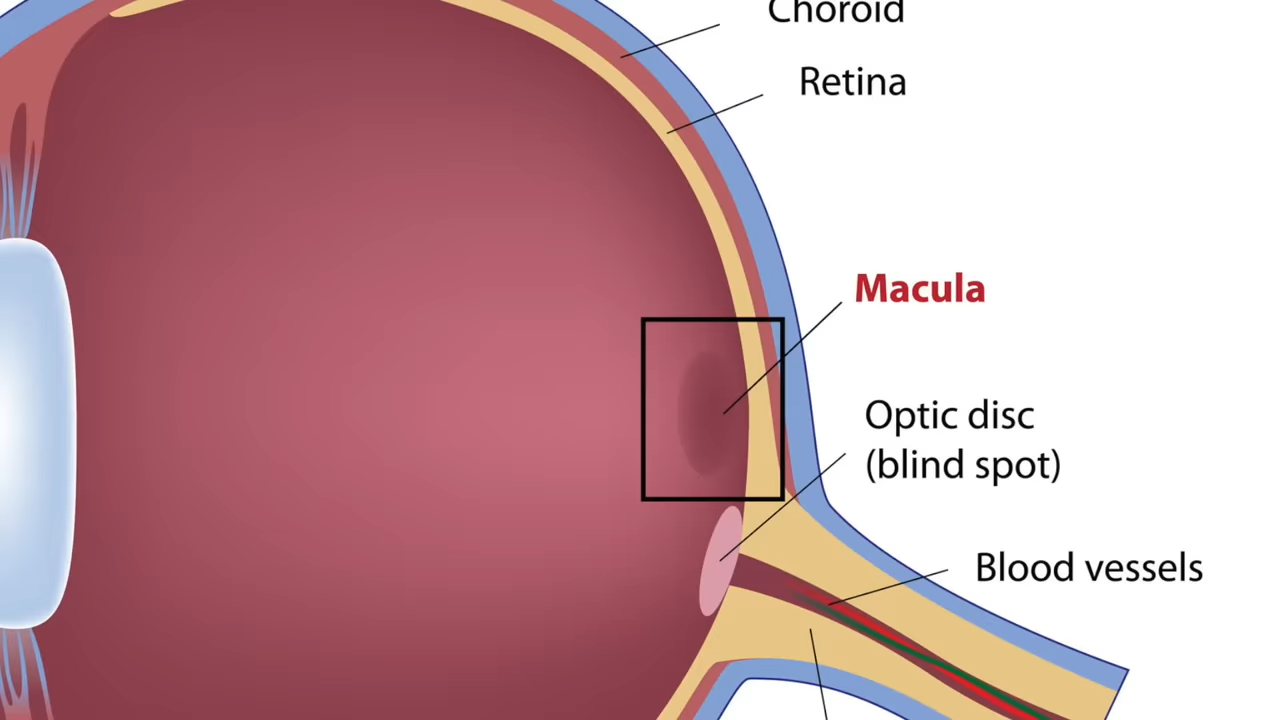 Choroid
Retina
Macula
Optic disc
(blind spot)
Blood vessels